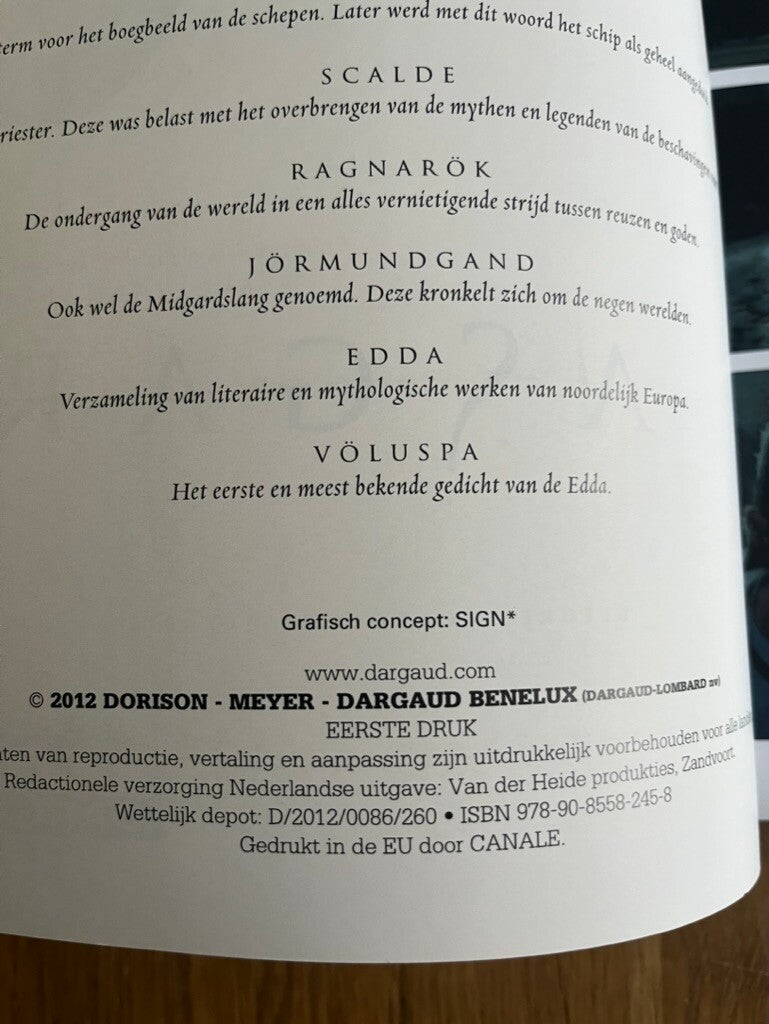 term voor het boegbeeld van de schepen. Later werd met dit woord het schip als geheel aangeduid.
SCALDE
riester. Deze was belast met het overbrengen van de mythen en legenden van de beschavingen
RAGNARÖK
De ondergang van de wereld in een alles vernietigende strijd tussen reuzen en goden.
JÖRMUNDGAND
Ook wel de Midgardslang genoemd. Deze kronkelt zich om de negen werelden.
EDDA
Verzameling van literaire en mythologische werken van noordelijk Europa.
VÖLUSPA
Het eerste en meest bekende gedicht van de Edda.
Grafisch concept: SIGN*
www.dargaud.com
© 2012 DORISON - MEYER - DARGAUD BENELUX (DARGAUD-LOMBARD nv)
EERSTE DRUK
ten van reproductie, vertaling en aanpassing zijn uitdrukkelijk voorbehouden voor alle
Redactionele verzorging Nederlandse uitgave: Van der Heide produkties, Zandvoort.
Wettelijk depot: D/2012/0086/260 • ISBN 978-90-8558-245-8
Gedrukt in de EU door CANALE.